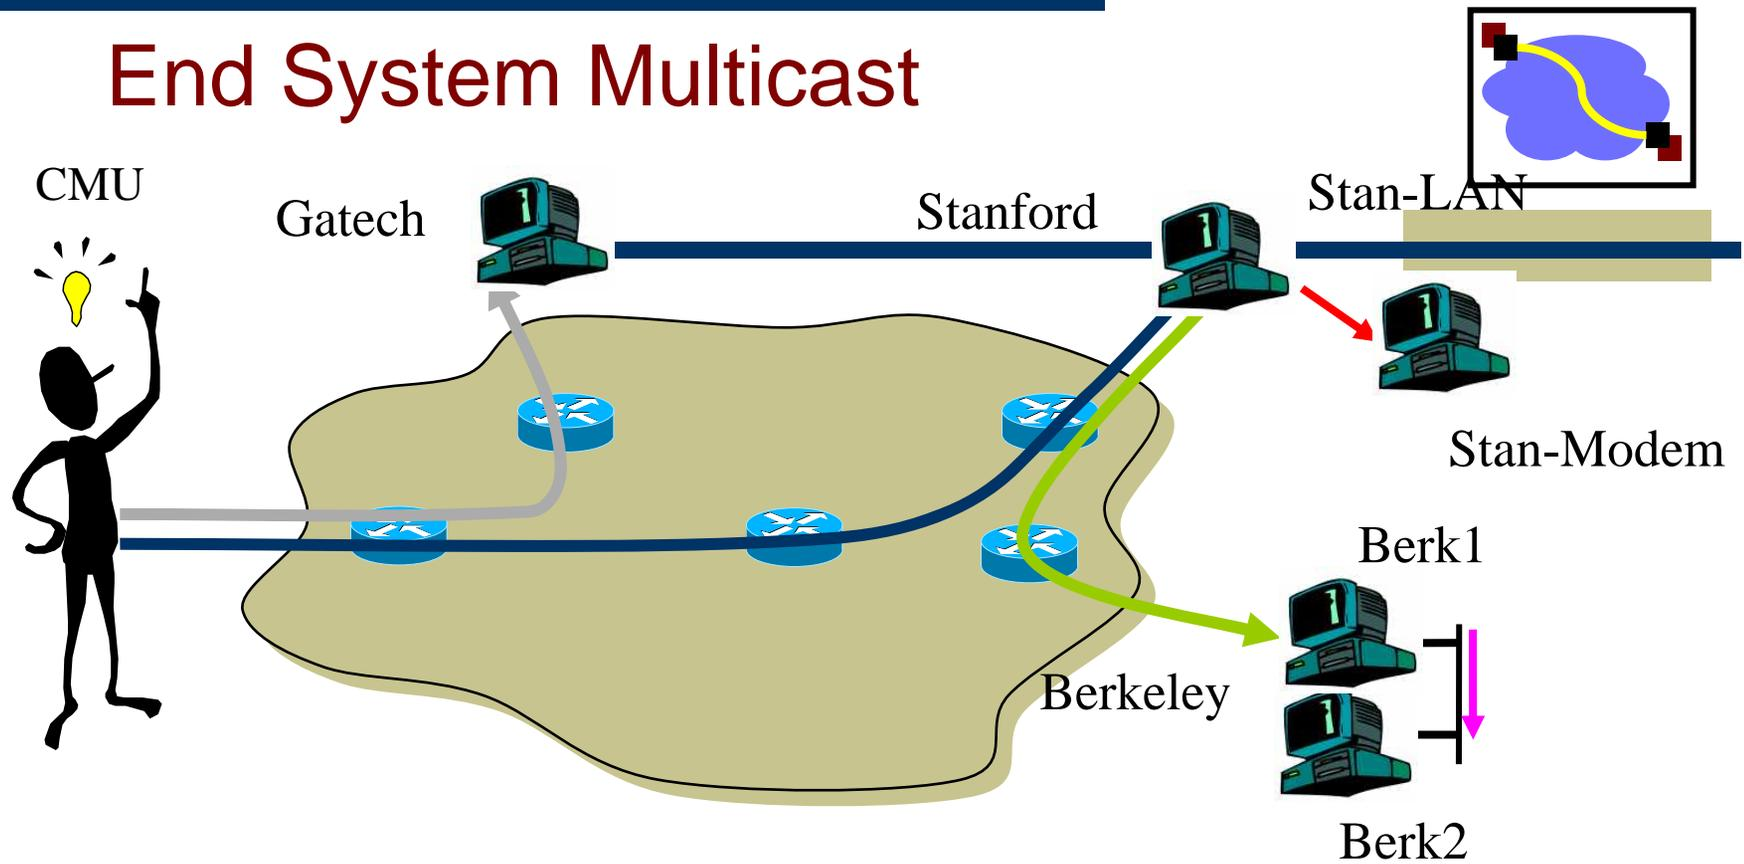 End System Multicast
CMU
Gatech
Stanford
Stan-LAN
Stan-Modem
Berk1
Berkeley
Berk2